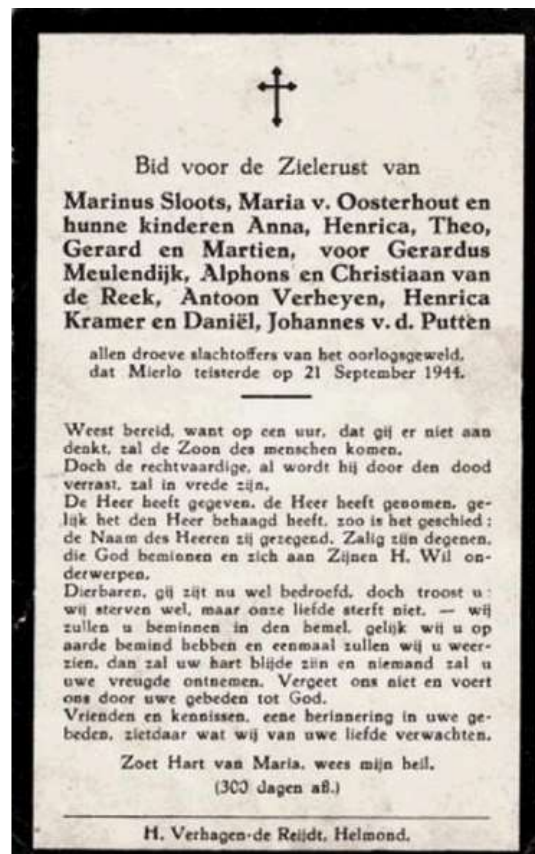 Bid voor de Zielerust van
Marinus Sloots, Maria v. Oosterhout en
hunne kinderen Anna, Henrica, Theo,
Gerard en Martien, voor Gerardus
Meulendijk, Alphons en Christiaan van
de Reek, Antoon Verheyen, Henrica
Kramer en Daniël, Johannes v. d. Putten
allen droeve slachtoffers van het oorlogsgeweld,
dat Mierlo teisterde op 21 September 1944.
Weest bereid, want op een uur, dat gij er niet aan
denkt, zal de Zoon des menschen komen.
Doch de rechtvaardige, al wordt hij door den dood
verrast, zal in vrede zijn.
De Heer heeft gegeven, de Heer heeft genomen, ge-
lijk het den Heer behaagd heeft, zoo is het geschied;
de Naam des Heeren zij gezegend. Zalig zijn degenen,
die God beminnen en zich aan Zijnen H. Wil on-
derwerpen.
Dierbaren, gij zijt nu wel bedroefd, doch troost u:
wij sterven wel, maar onze liefde sterft niet, — wij
zullen u beminnen in den hemel, gelijk wij u op
aarde bemind hebben en eenmaal zullen wij u weer-
zien, dan zal uw hart blijde zijn en niemand zal u
uwe vreugde ontnemen. Vergeet ons niet en voert
ons door uwe gebeden tot God.
Vrienden en kennissen, eene herinnering in uwe ge-
beden, zietdaar wat wij van uwe liefde verwachten.
Zoet Hart van Maria, wees mijn heil.
(300 dagen afl.)
H. Verhagen-de Reijdt, Helmond.